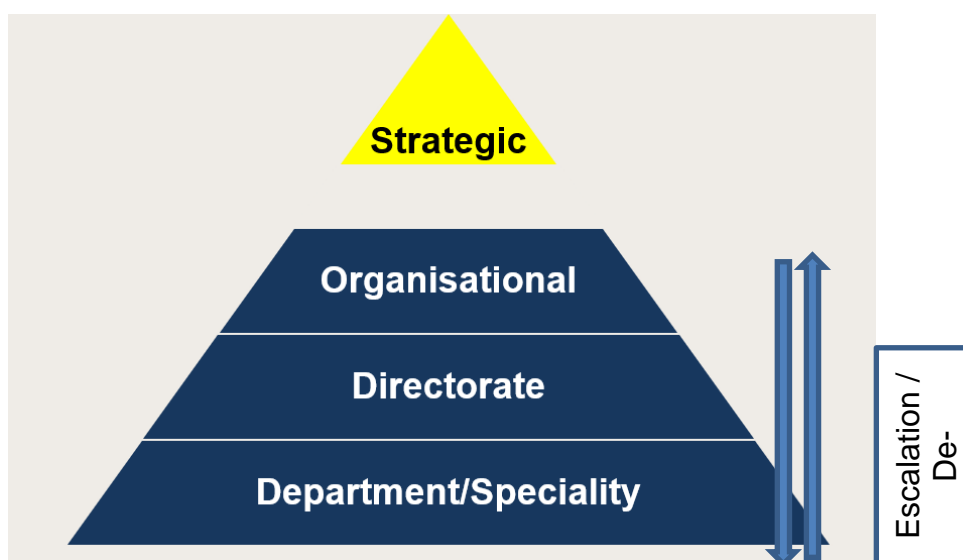 Strategic
Organisational
Directorate
Department/Speciality
Escalation /
De-